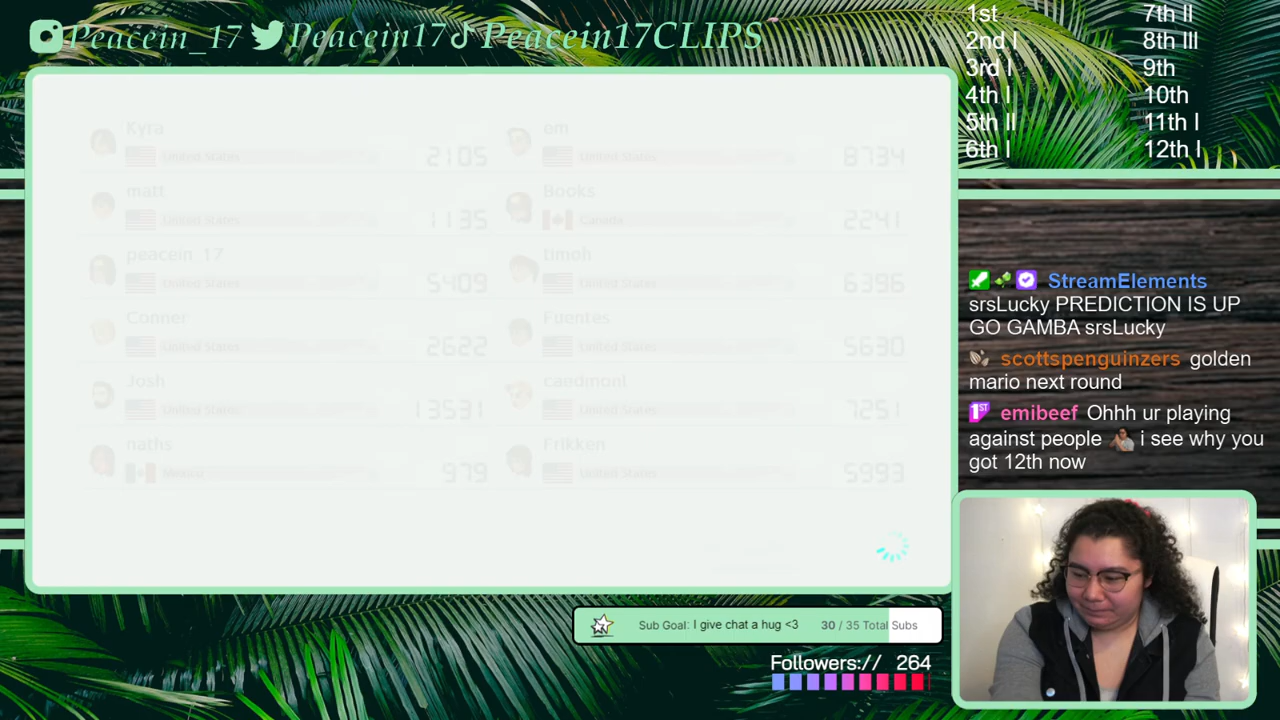 Peacein_17 Peacein17 Peacein17CLIPS
1st 7th II
2nd I 8th III
3rd I 9th
4th I 10th
5th II 11th I
6th I 12th I
Kyra em
United States 2105 United States 8734
matt Books
United States 1135 Canada 2241
peacein_17 timoh
United States 5409 United States 6396
Conner Fuentes
United States 2622 United States 5630
Josh caudmont
United States 13531 United States 7251
naths Frikken
Mexico 979 United States 5993
StreamElements
srsLucky PREDICTION IS UP
GO GAMBA srsLucky
scottspenguinzers golden
mario next round
1ST emibeef Ohhh ur playing
against people i see why you
got 12th now
Sub Goal: I give chat a hug <3 30 / 35 Total Subs
Followers:// 264